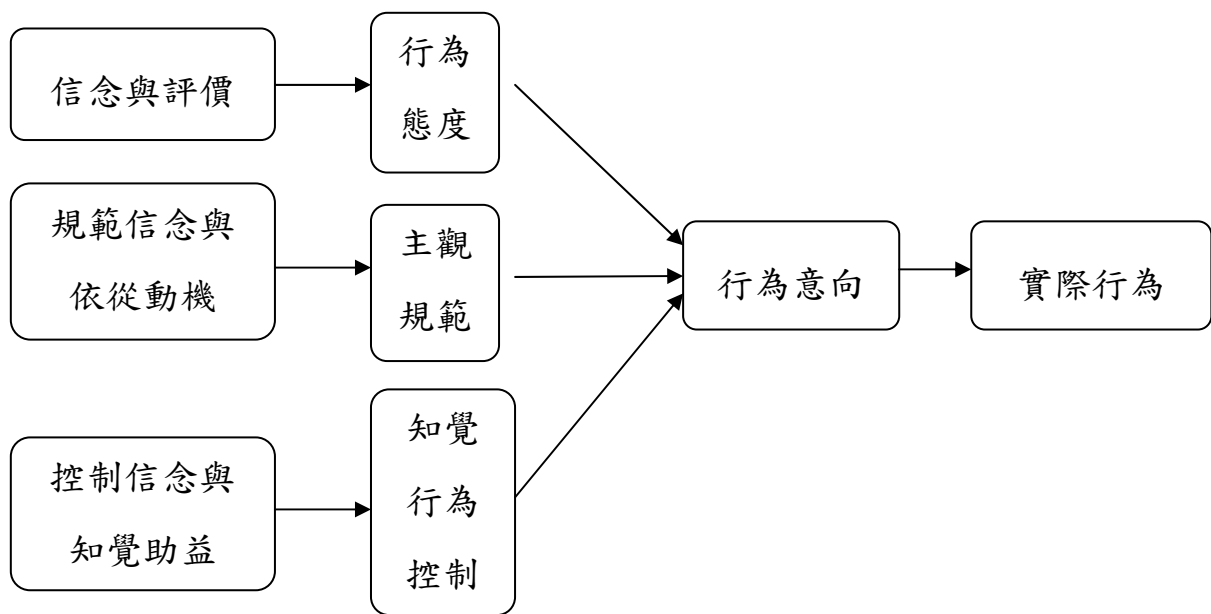 信念與評價
行為
態度
規範信念與
依從動機
主觀
規範
控制信念與
知覺助益
知覺
行為
控制
行為意向
實際行為